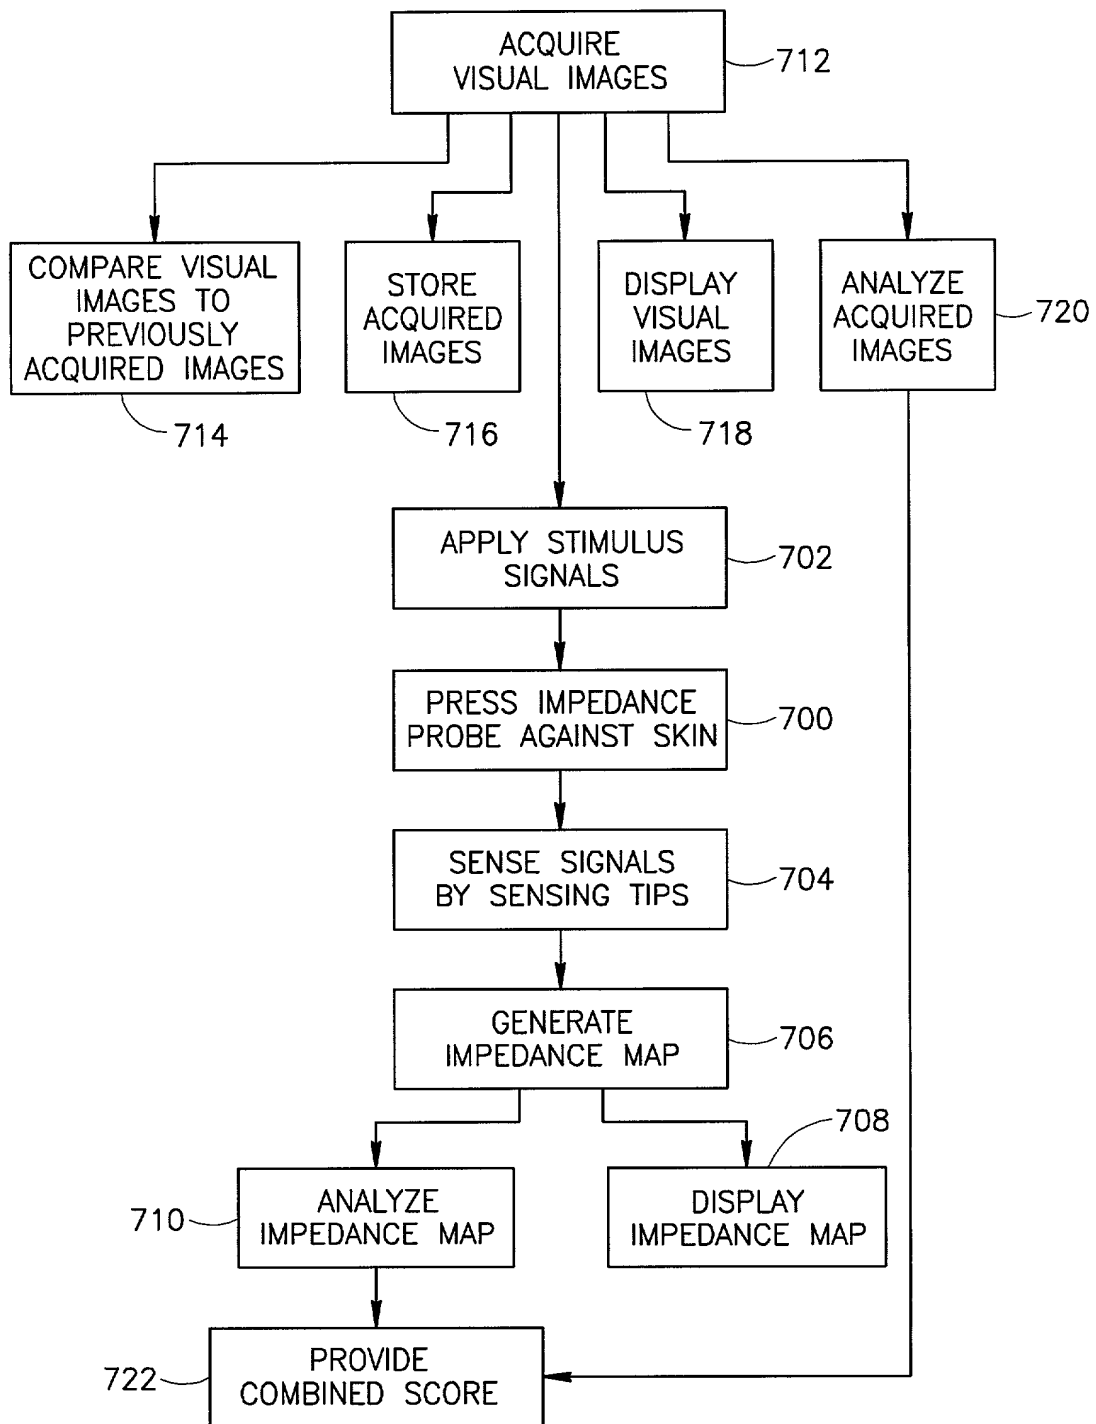 ACQUIRE
VISUAL IMAGES
712
COMPARE VISUAL
IMAGES TO
PREVIOUSLY
ACQUIRED IMAGES
714
STORE
ACQUIRED
IMAGES
716
DISPLAY
VISUAL
IMAGES
718
ANALYZE
ACQUIRED
IMAGES
720
APPLY STIMULUS
SIGNALS
702
PRESS IMPEDANCE
PROBE AGAINST SKIN
700
SENSE SIGNALS
BY SENSING TIPS
704
GENERATE
IMPEDANCE MAP
706
708
710
ANALYZE
IMPEDANCE MAP
DISPLAY
IMPEDANCE MAP
722
PROVIDE
COMBINED SCORE